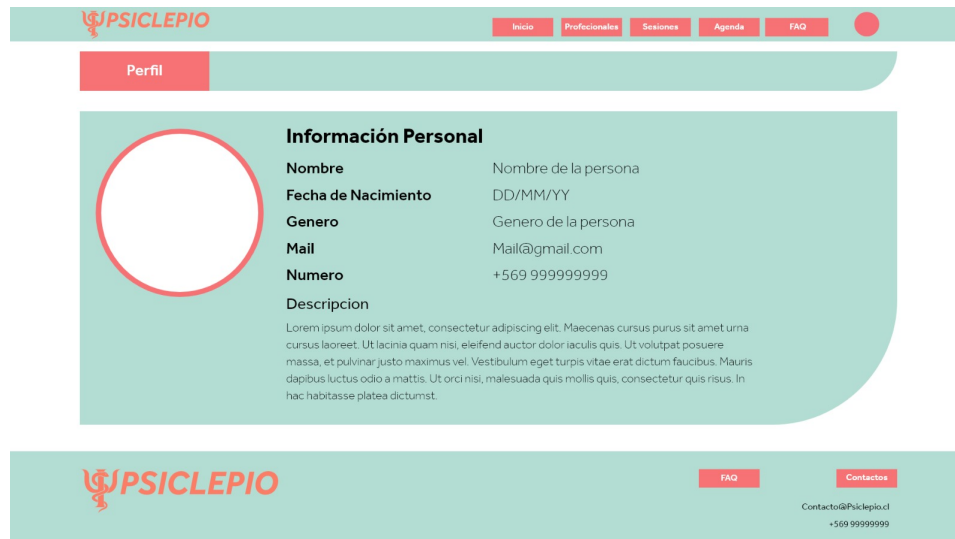 PSICLEPIO
Inicio
Profecionales
Sesiones
Agenda
FAQ
Perfil
Información Personal
Nombre Nombre de la persona
Fecha de Nacimiento DD/MM/YY
Genero Genero de la persona
Mail Mail@gmail.com
Numero +569 999999999
Descripcion
Lorem ipsum dolor sit amet, consectetur adipiscing elit. Maecenas cursus purus sit amet urna
cursus laoreet. Ut lacinia quam nisi, eleifend auctor dolor iaculis quis. Ut volutpat posuere
massa, et pulvinar justo maximus vel. Vestibulum eget turpis vitae erat dictum faucibus. Mauris
dapibus luctus odio a mattis. Ut orci nisi, malesuada quis mollis quis, consectetur quis risus. In
hac habitasse platea dictumst.
PSICLEPIO
FAQ
Contactos
Contacto@Psiclepio.cl
+569 99999999